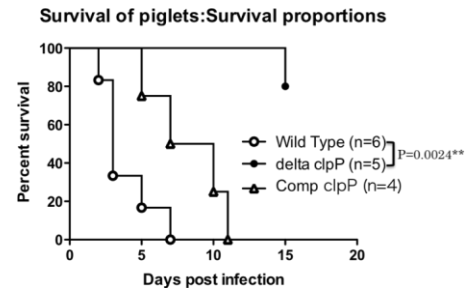 Survival of piglets:Survival proportions
Percent survival
100
80
60
40
20
0
0 5 10 15 20
Days post infection
Wild Type (n=6)
delta clpP (n=5)
P=0.0024**
Comp clpP (n=4)